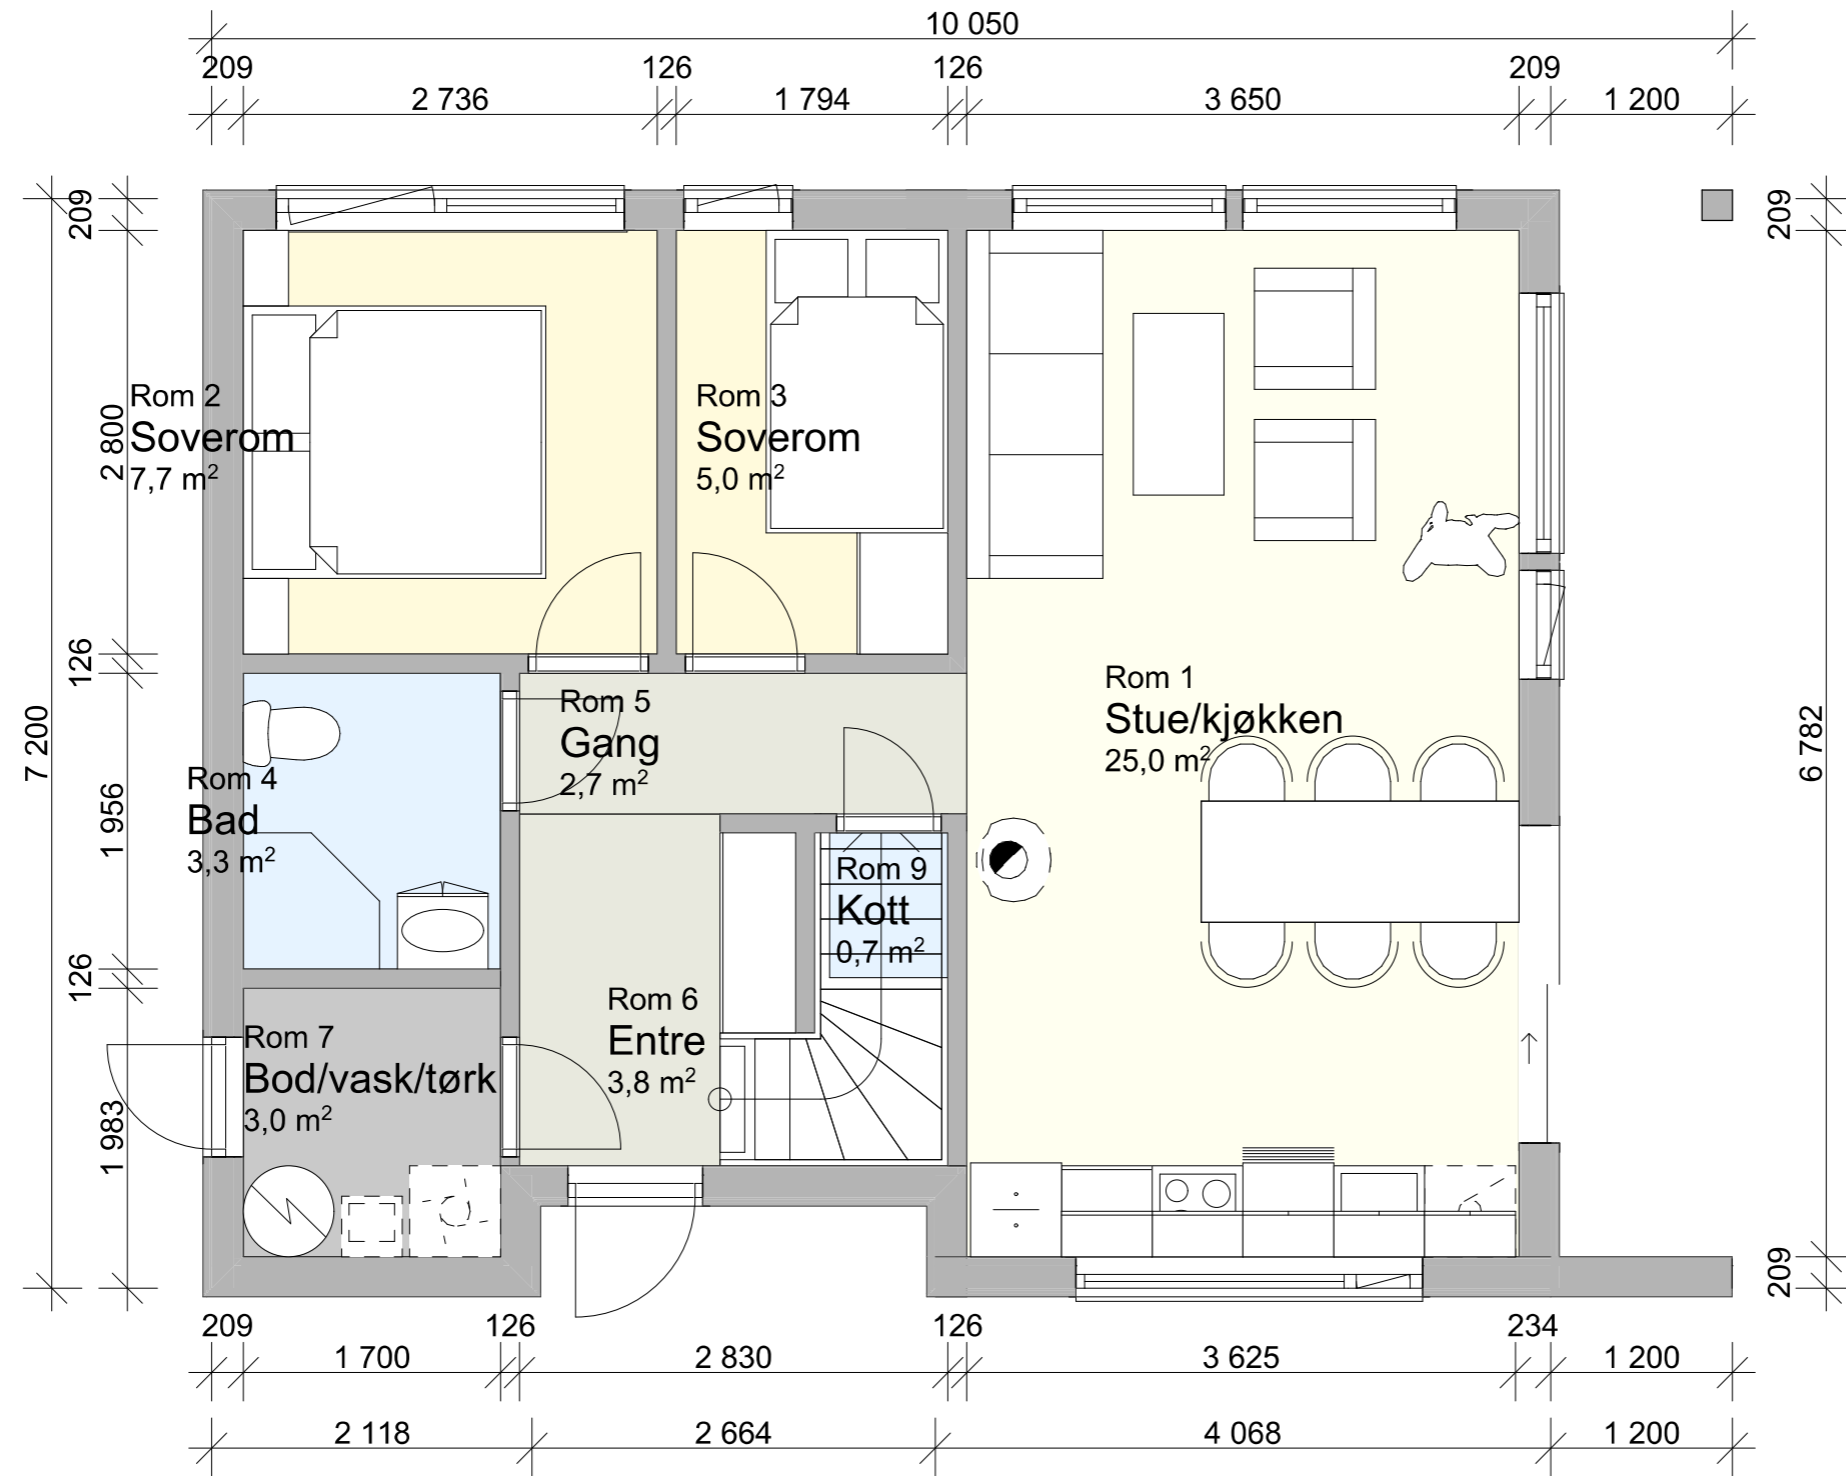 10 050
209 126 126 209
2 736 1 794 3 650 1 200
209
209
Rom 2
Soverom
7,7 m²
Rom 3
Soverom
5,0 m²
2 800
126
Rom 1
Stue/kjøkken
25,0 m²
Rom 5
Gang
2,7 m²
7 200
6 782
Rom 4
Bad
3,3 m²
1 956
Rom 9
Kott
0,7 m²
126
Rom 6
Entre
3,8 m²
Rom 7
Bod/vask/tørk
3,0 m²
1 983
209
209 126 126 234
1 700 2 830 3 625 1 200
2 118 2 664 4 068 1 200